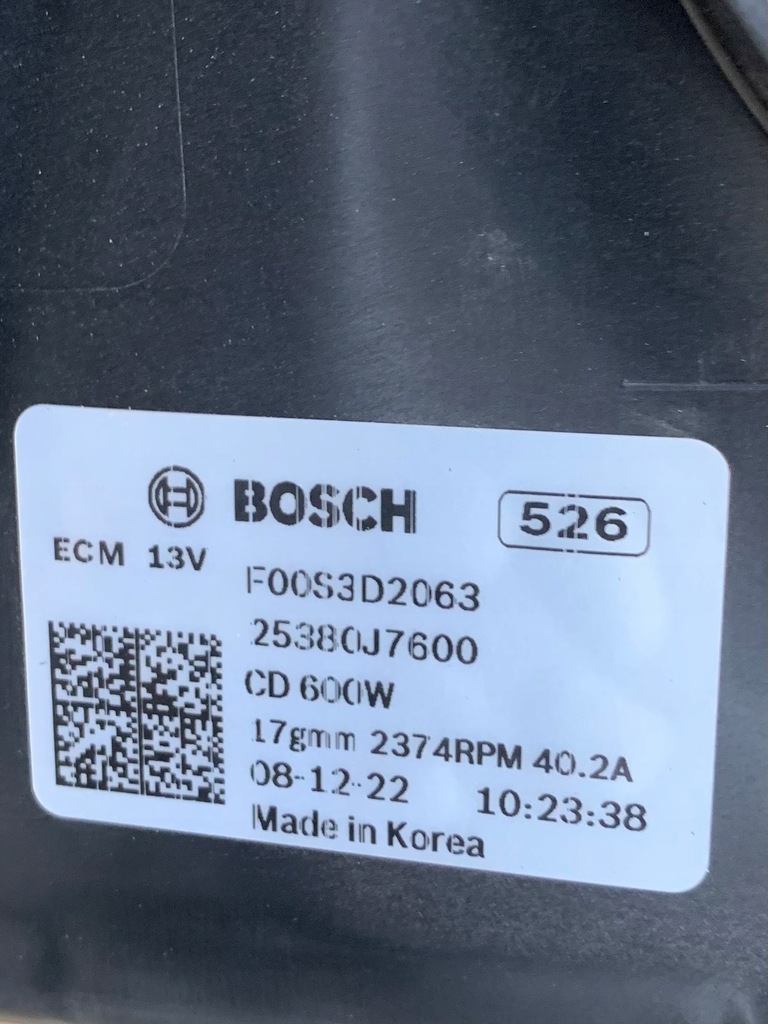 BOSCH 526
ECM 13V
F00S3D2063
25380J7600
CD 600W
17gmm 2374RPM 40.2A
08-12-22 10:23:38
Made in Korea